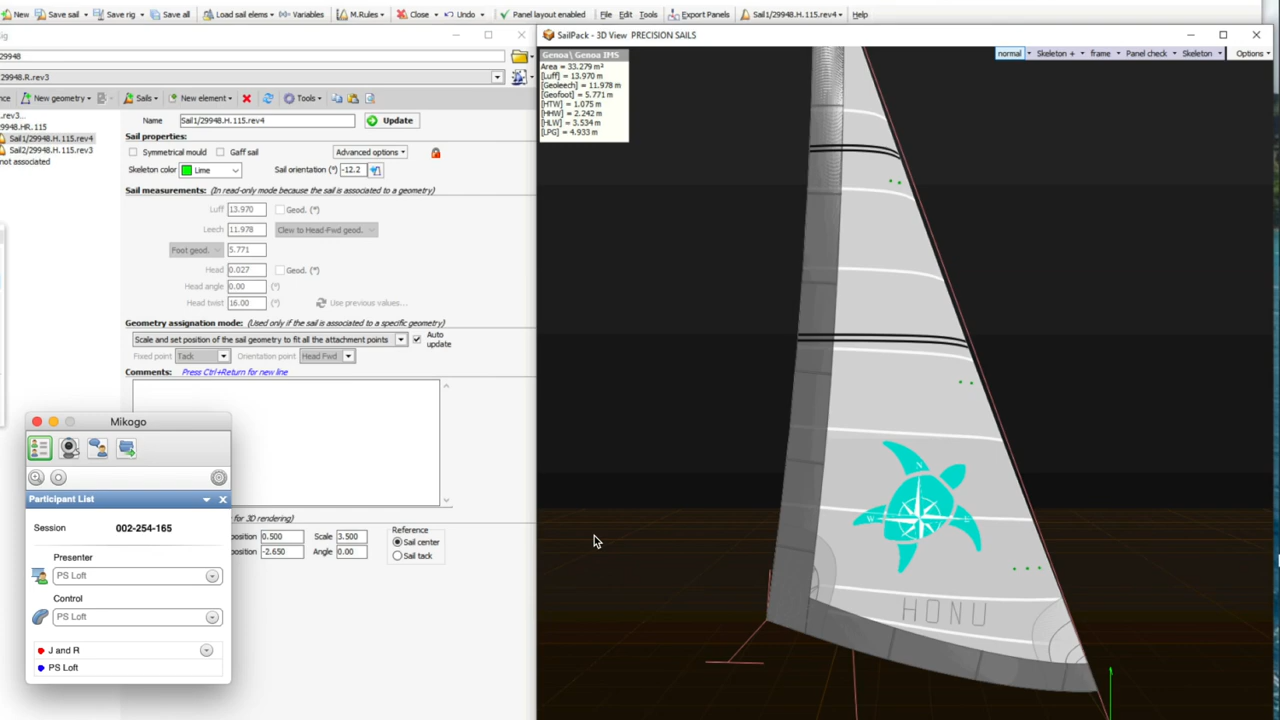 New Save sail Save rig Save all Load sail elems Variables M.Rules Close Undo Panel layout enabled File Edit Tools Export Panels Sail1/29948.H.115.rev4 Help
SailPack - 3D View PRECISION SAILS
normal Skeleton + frame Panel check Skeleton Options
Genoa\ Genoa IMS
Area = 33.279 m²
[Luff] = 13.970 m
[Geoleech] = 11.978 m
[Geofoot] = 5.771 m
[HTW] = 1.075 m
[HHW] = 2.242 m
[HLW] = 3.534 m
[LPG] = 4.933 m
29948
29948.R.rev3
New geometry Sails New element Tools
Name Sail1/29948.H.115.rev4 Update
Sail1/29948.H.115.rev4
Sail2/29948.H.115.rev3
not associated
Sail properties:
Symmetrical mould Gaff sail Advanced options
Skeleton color Lime Sail orientation (°) -12.2
Sail measurements: (In read-only mode because the sail is associated to a geometry)
Luff 13.970 Geod. (*)
Leech 11.978 Clew to Head-Fwd geod.
Foot geod. 5.771
Head 0.027 Geod. (*)
Head angle 0.00 (°)
Head twist 16.00 (°) Use previous values...
Geometry assignation mode: (Used only if the sail is associated to a specific geometry)
Scale and set position of the sail geometry to fit all the attachment points Auto update
Fixed point Tack Orientation point Head Fwd
Comments: Press Ctrl+Return for new line
for 3D rendering)
position 0.500 Scale 3.500
position -2.650 Angle 0.00
Reference
Sail center
Sail tack
Mikogo
Participant List
Session 002-254-165
Presenter
PS Loft
Control
PS Loft
J and R
PS Loft
N
W E
HONU